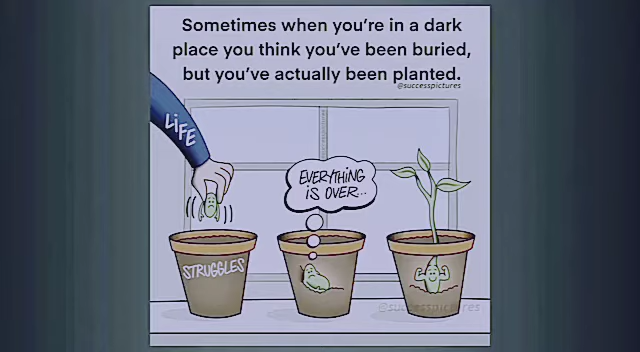 Sometimes when you're in a dark
place you think you've been buried,
but you've actually been planted.
@successpictures
LiFE
EVERYTHiNG
iS OVER...
STRUGGLES
@successpictures